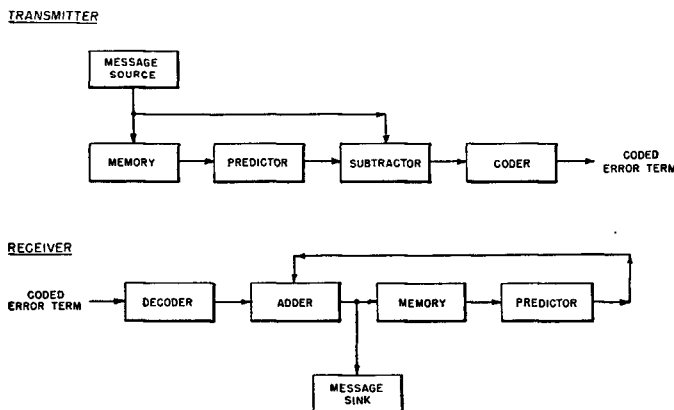 TRANSMITTER
MESSAGE
SOURCE
MEMORY
PREDICTOR
SUBTRACTOR
CODER
CODED
ERROR TERM
RECEIVER
CODED
ERROR TERM
DECODER
ADDER
MEMORY
PREDICTOR
MESSAGE
SINK